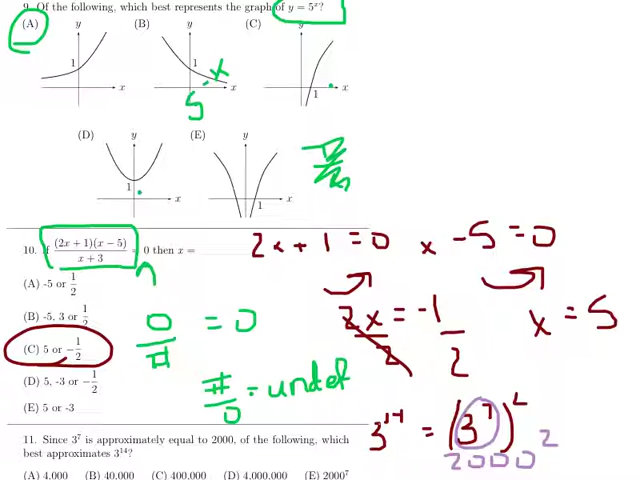 9. Of the following, which best represents the graph of y = 5^x?
(A) (B) (C)
y y y
1 1 1
x x x
5^-x
(D) (E)
y y
1 1
x x
10. If (2x + 1)(x − 5) / x + 3 = 0 then x =
2x + 1 = 0 x - 5 = 0
(A) -5 or 1/2
(B) -5, 3 or 1/2
(C) 5 or −1/2
(D) 5, -3 or −1/2
(E) 5 or -3
0/# = 0
#/0 = undef
2x/2 = -1/2 x = 5
3^14 = (3^7)^2
2000^2
11. Since 3^7 is approximately equal to 2000, of the following, which
best approximates 3^14?
(A) 4,000 (B) 40,000 (C) 400,000 (D) 4,000,000 (E) 2000^7